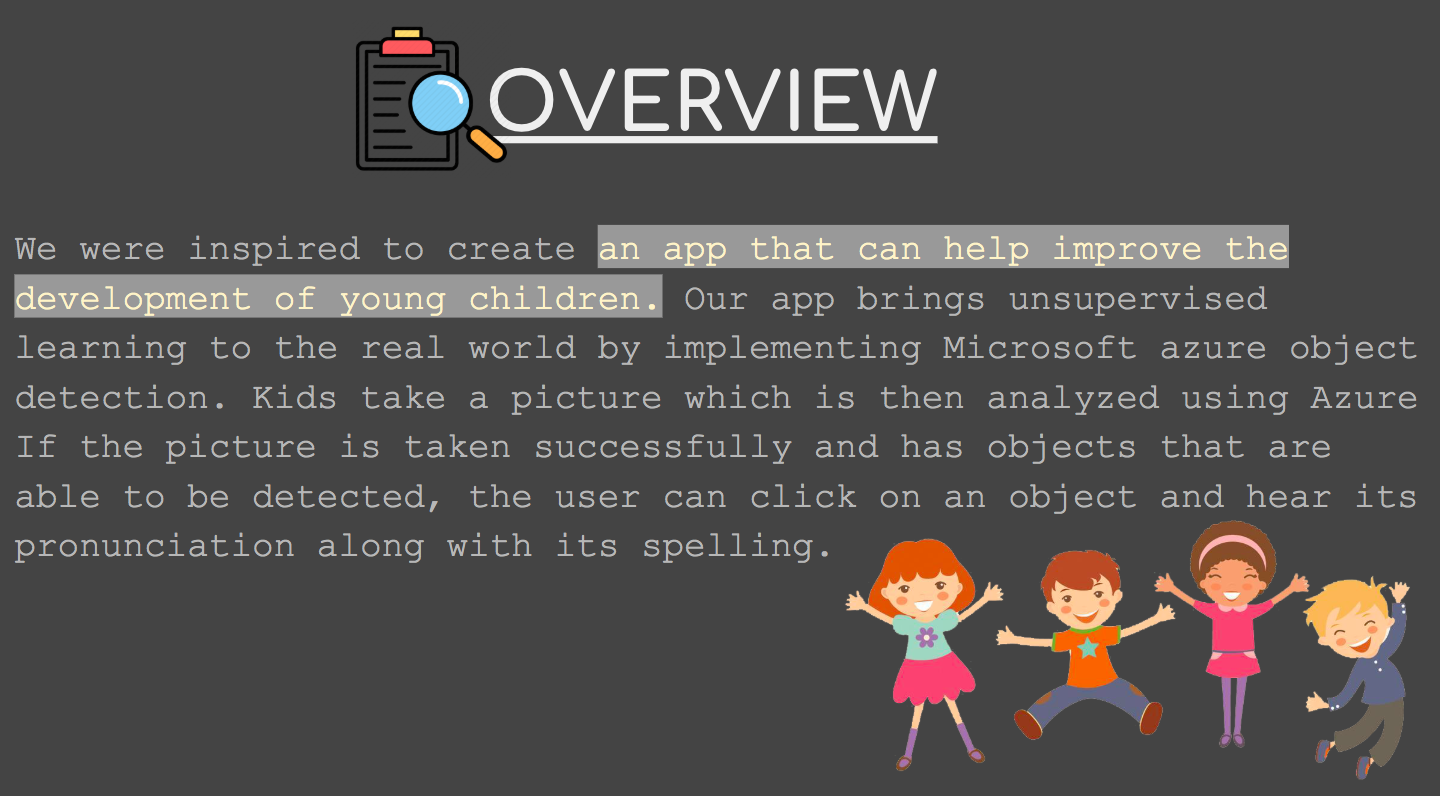 OVERVIEW
We were inspired to create an app that can help improve the
development of young children. Our app brings unsupervised
learning to the real world by implementing Microsoft azure object
detection. Kids take a picture which is then analyzed using Azure
If the picture is taken successfully and has objects that are
able to be detected, the user can click on an object and hear its
pronunciation along with its spelling.